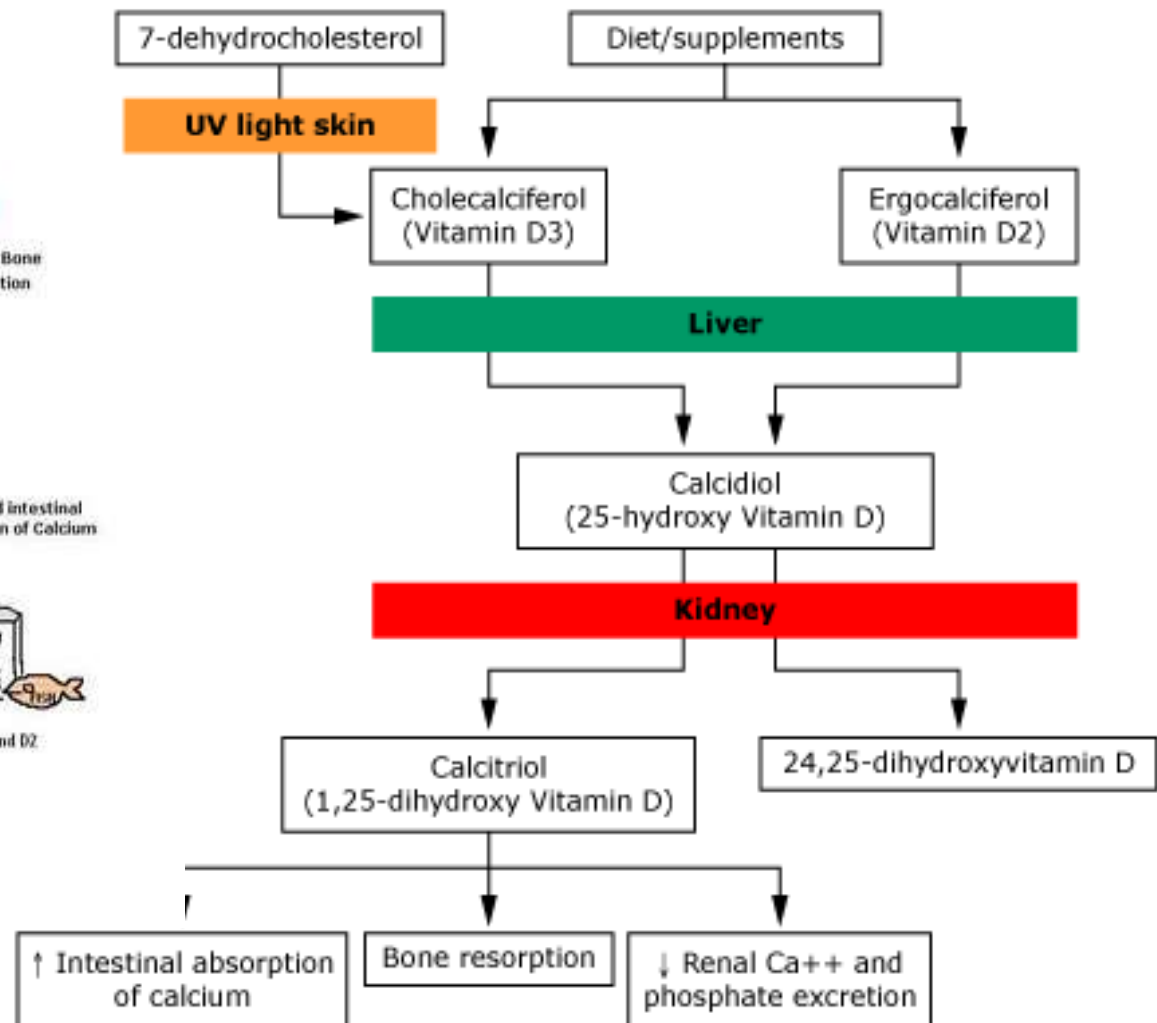 7-dehydrocholesterol
Diet/supplements
UV light skin
Cholecalciferol
(Vitamin D3)
Ergocalciferol
(Vitamin D2)
Bone
tion
Liver
Calcidiol
(25-hydroxy Vitamin D)
intestinal
n of Calcium
Kidney
nd D2
Calcitriol
(1,25-dihydroxy Vitamin D)
24,25-dihydroxyvitamin D
↑ Intestinal absorption
of calcium
Bone resorption
↓ Renal Ca++ and
phosphate excretion